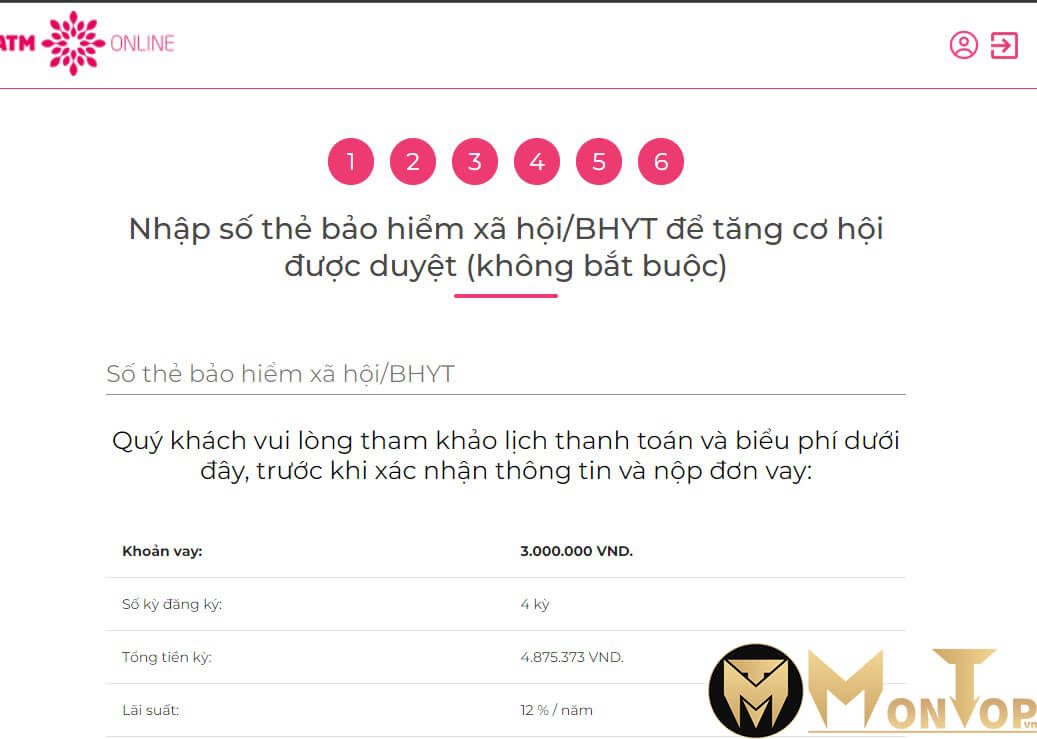 ATM ONLINE
1 2 3 4 5 6
Nhập số thẻ bảo hiểm xã hội/BHYT để tăng cơ hội
được duyệt (không bắt buộc)
Số thẻ bảo hiểm xã hội/BHYT
Quý khách vui lòng tham khảo lịch thanh toán và biểu phí dưới
đây, trước khi xác nhận thông tin và nộp đơn vay:
Khoản vay: 3.000.000 VND.
Số kỳ đăng ký: 4 kỳ
Tổng tiền kỳ: 4.875.373 VND.
Lãi suất: 12 % / năm
MONTOP
.vn